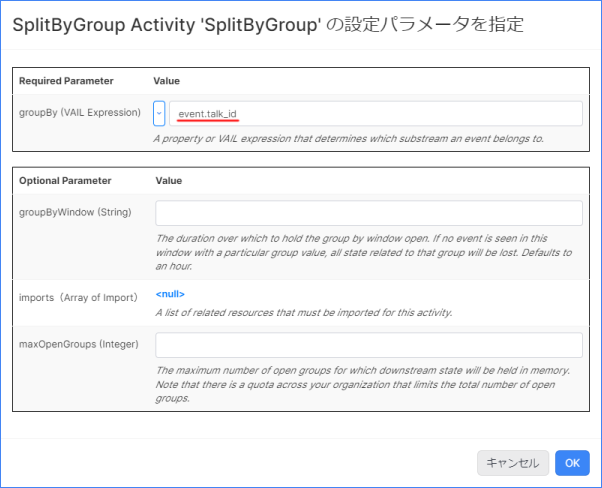 SplitByGroup Activity 'SplitByGroup' の設定パラメータを指定
Required Parameter Value
groupBy (VAIL Expression) event.talk_id
A property or VAIL expression that determines which substream an event belongs to.
Optional Parameter Value
groupByWindow (String)
The duration over which to hold the group by window open. If no event is seen in this
window with a particular group value, all state related to that group will be lost. Defaults to
an hour.
imports (Array of Import) <null>
A list of related resources that must be imported for this activity.
maxOpenGroups (Integer)
The maximum number of open groups for which downstream state will be held in memory.
Note that there is a quota across your organization that limits the total number of open
groups.
キャンセル OK